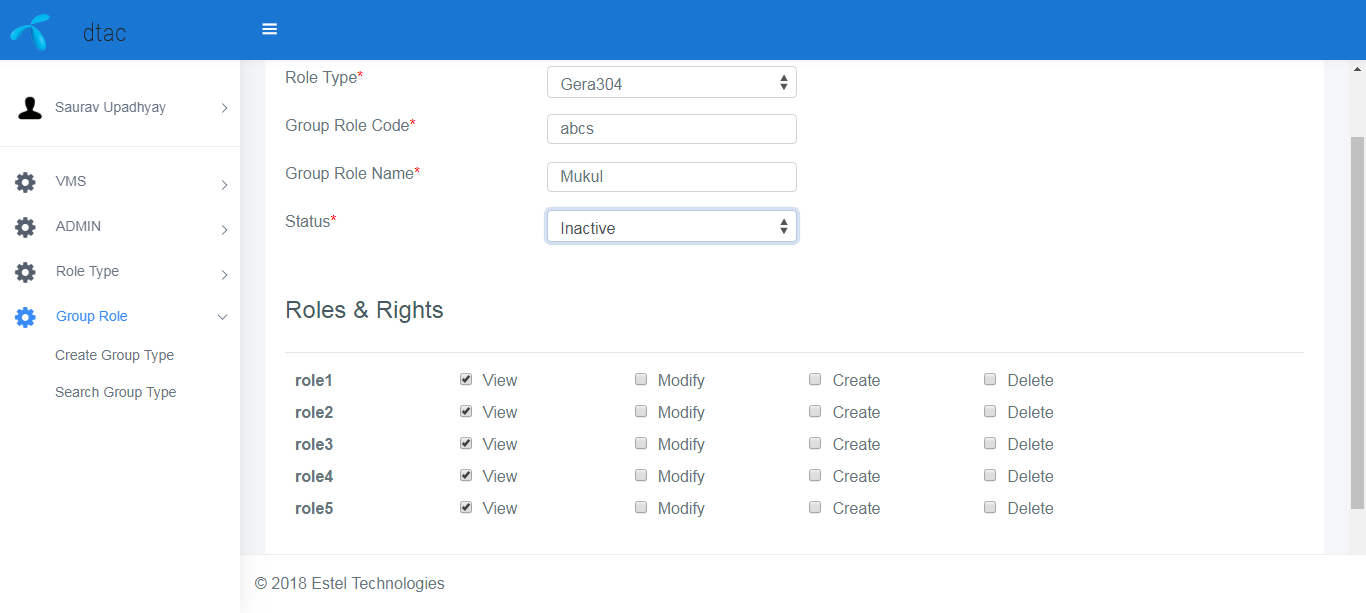 dtac
Saurav Upadhyay
VMS
ADMIN
Role Type
Group Role
Create Group Type
Search Group Type
Role Type* Gera304
Group Role Code* abcs
Group Role Name* Mukul
Status* Inactive
Roles & Rights
role1 View Modify Create Delete
role2 View Modify Create Delete
role3 View Modify Create Delete
role4 View Modify Create Delete
role5 View Modify Create Delete
© 2018 Estel Technologies